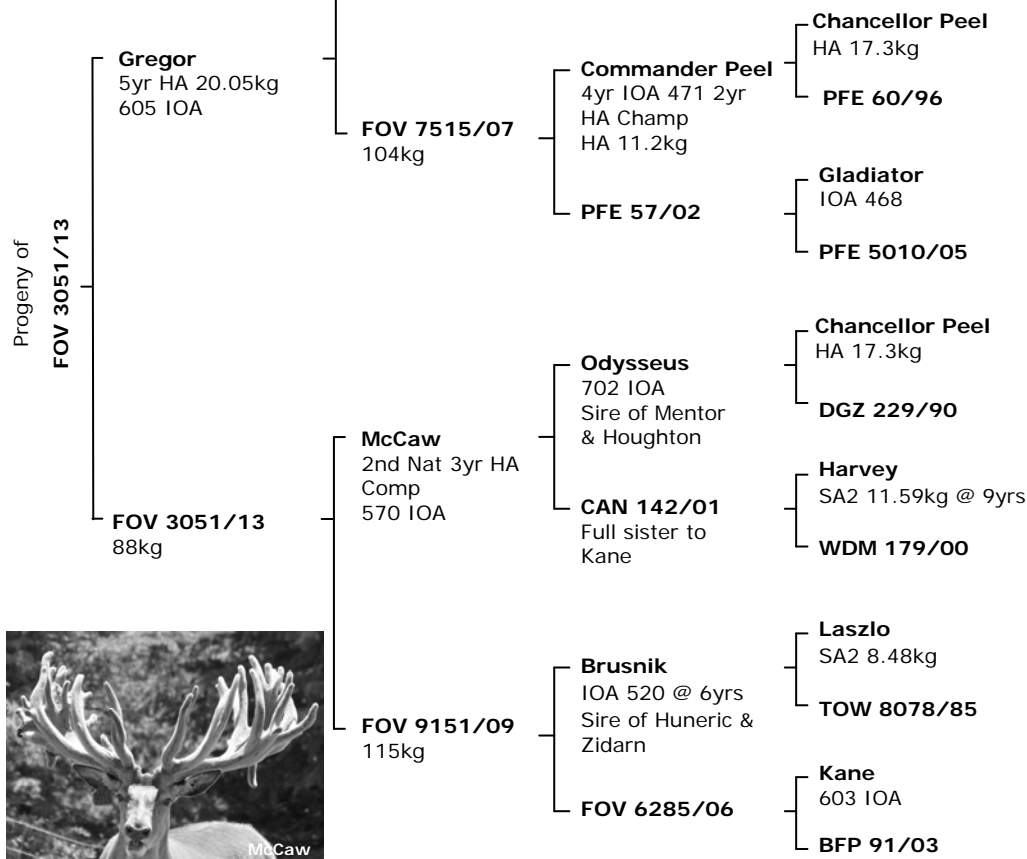 Progeny of
FOV 3051/13
Gregor
5yr HA 20.05kg
605 IOA
FOV 3051/13
88kg
FOV 7515/07
104kg
McCaw
2nd Nat 3yr HA
Comp
570 IOA
FOV 9151/09
115kg
Commander Peel
4yr IOA 471 2yr
HA Champ
HA 11.2kg
PFE 57/02
Odysseus
702 IOA
Sire of Mentor
& Houghton
CAN 142/01
Full sister to
Kane
Brusnik
IOA 520 @ 6yrs
Sire of Huneric &
Zidarn
FOV 6285/06
Chancellor Peel
HA 17.3kg
PFE 60/96
Gladiator
IOA 468
PFE 5010/05
Chancellor Peel
HA 17.3kg
DGZ 229/90
Harvey
SA2 11.59kg @ 9yrs
WDM 179/00
Laszlo
SA2 8.48kg
TOW 8078/85
Kane
603 IOA
BFP 91/03
McCaw